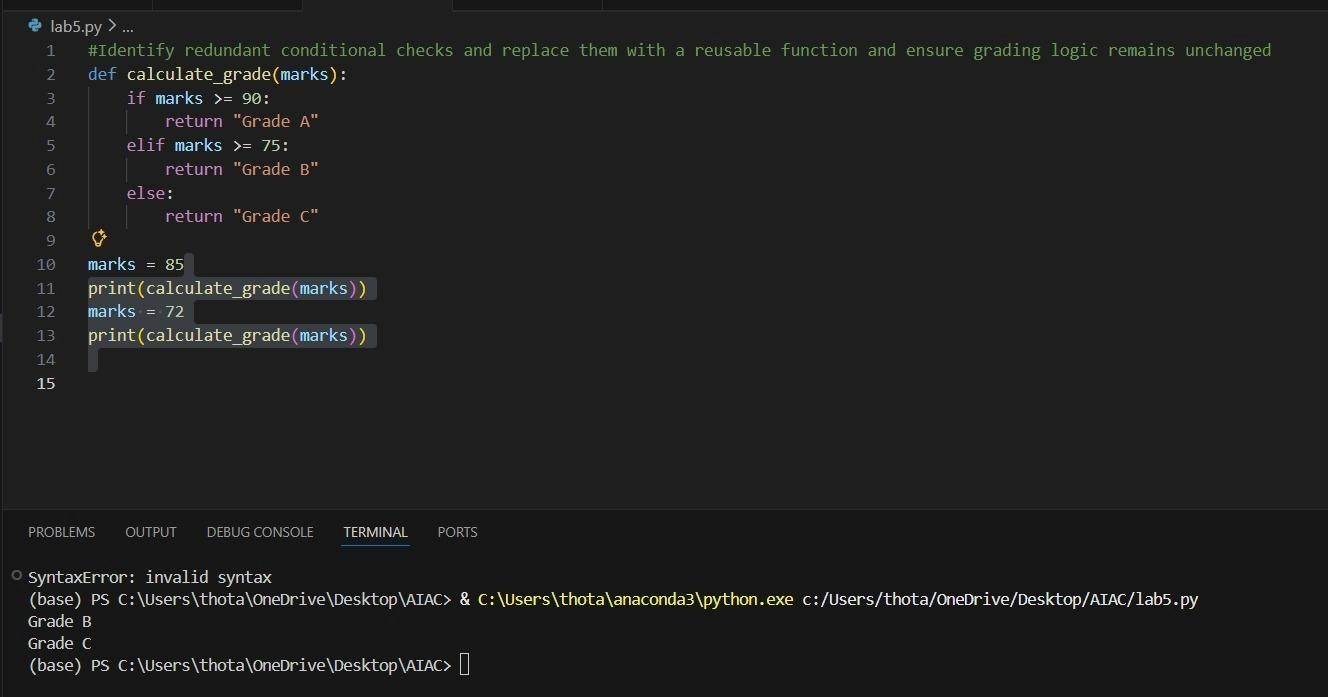 lab5.py > ...
1 #Identify redundant conditional checks and replace them with a reusable function and ensure grading logic remains unchanged
2 def calculate_grade(marks):
3     if marks >= 90:
4         return "Grade A"
5     elif marks >= 75:
6         return "Grade B"
7     else:
8         return "Grade C"
9
10 marks = 85
11 print(calculate_grade(marks))
12 marks = 72
13 print(calculate_grade(marks))
14
15
PROBLEMS OUTPUT DEBUG CONSOLE TERMINAL PORTS
SyntaxError: invalid syntax
(base) PS C:\Users\thota\OneDrive\Desktop\AIAC> & C:\Users\thota\anaconda3\python.exe c:/Users/thota/OneDrive/Desktop/AIAC/lab5.py
Grade B
Grade C
(base) PS C:\Users\thota\OneDrive\Desktop\AIAC>